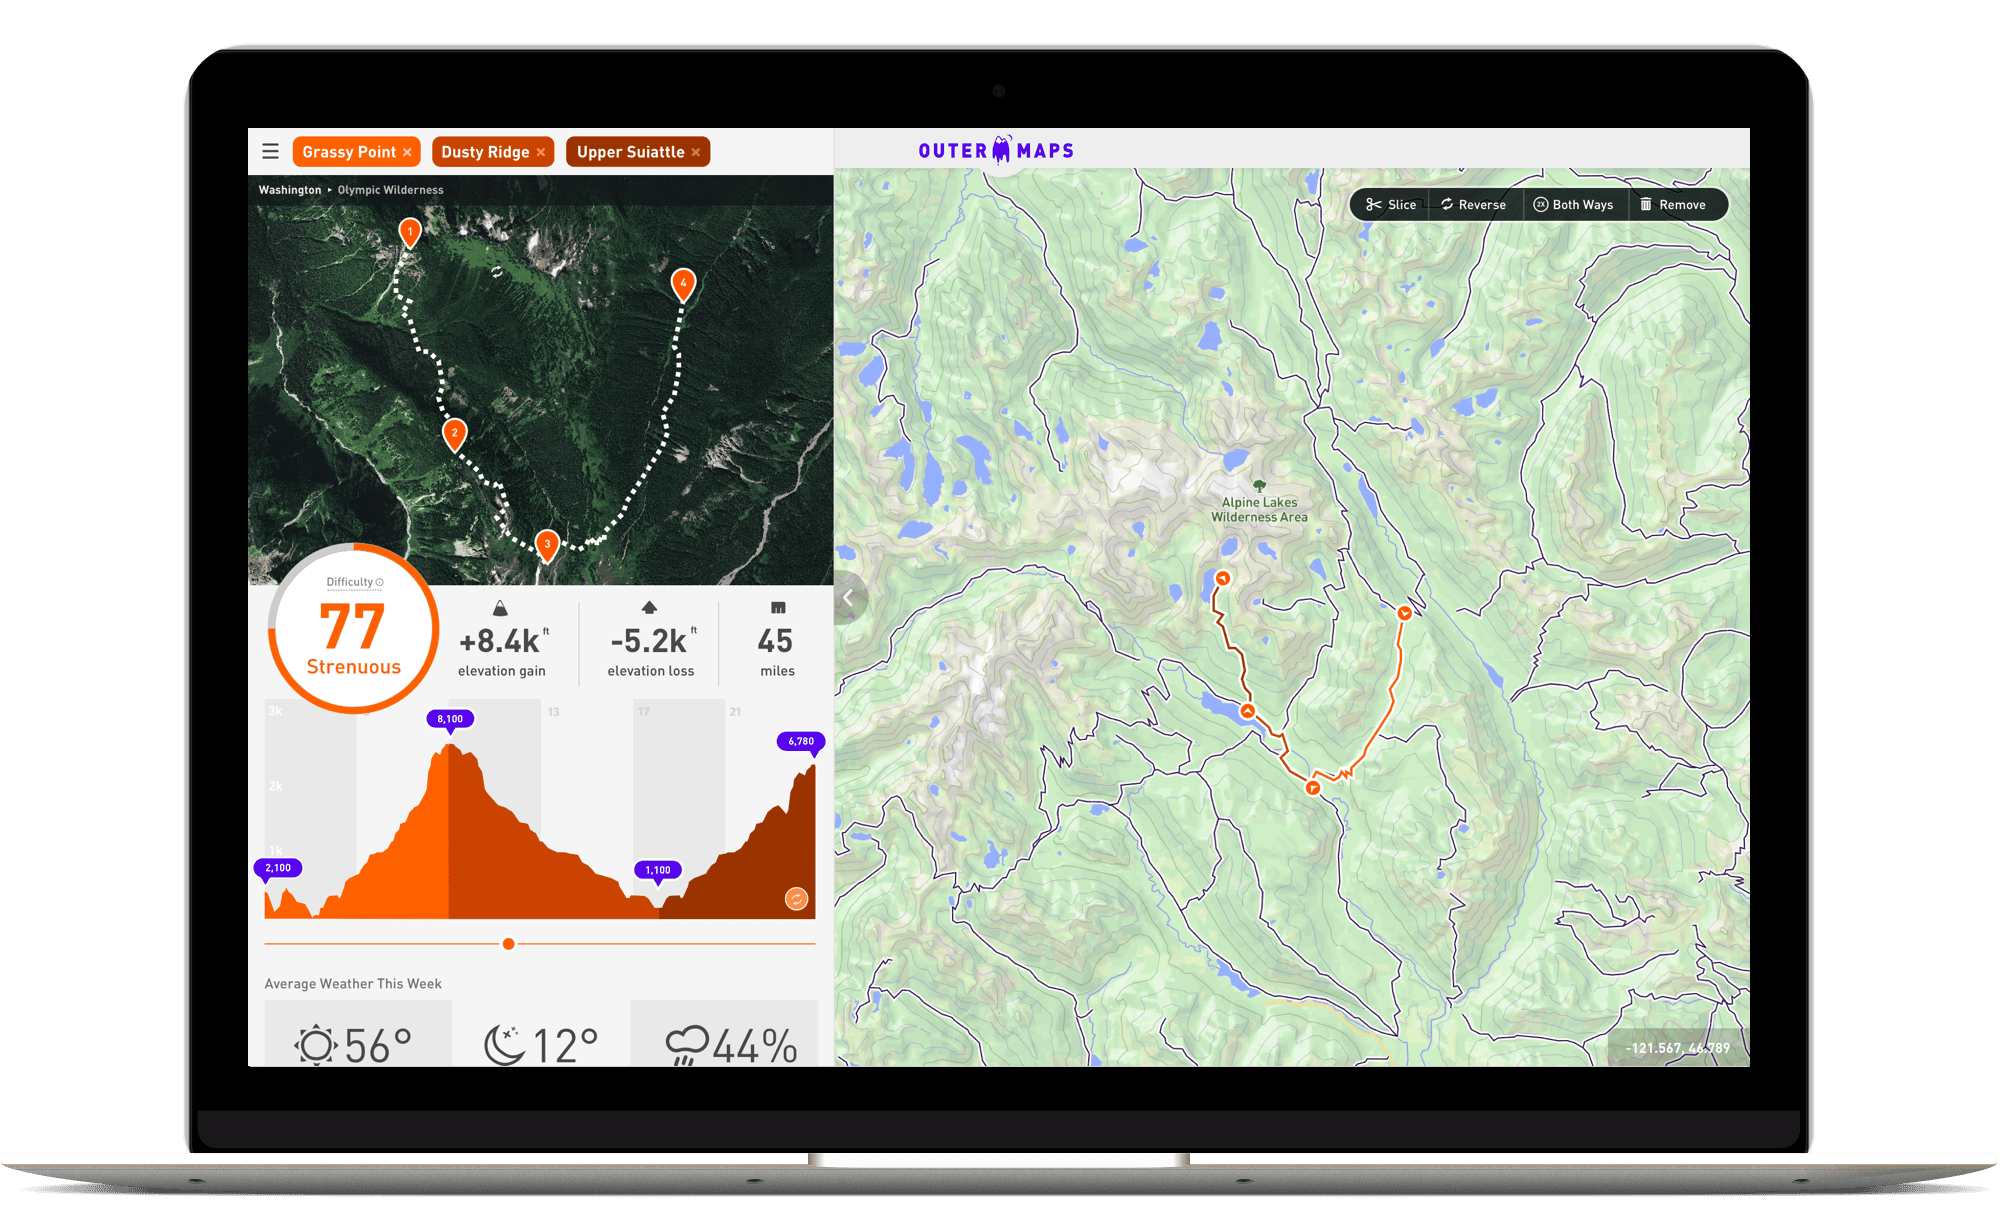 Grassy Point ×
Dusty Ridge ×
Upper Suiattle ×
OUTER MAPS
Washington ▸ Olympic Wilderness
Slice
Reverse
2X Both Ways
Remove
1
4
2
3
Alpine Lakes
Wilderness Area
Difficulty
77
Strenuous
+8.4k ft
elevation gain
-5.2k ft
elevation loss
45
miles
3k
13
17
21
8,100
6,780
2k
1k
2,100
1,100
Average Weather This Week
56°
12°
44%
-121.567, 46.789